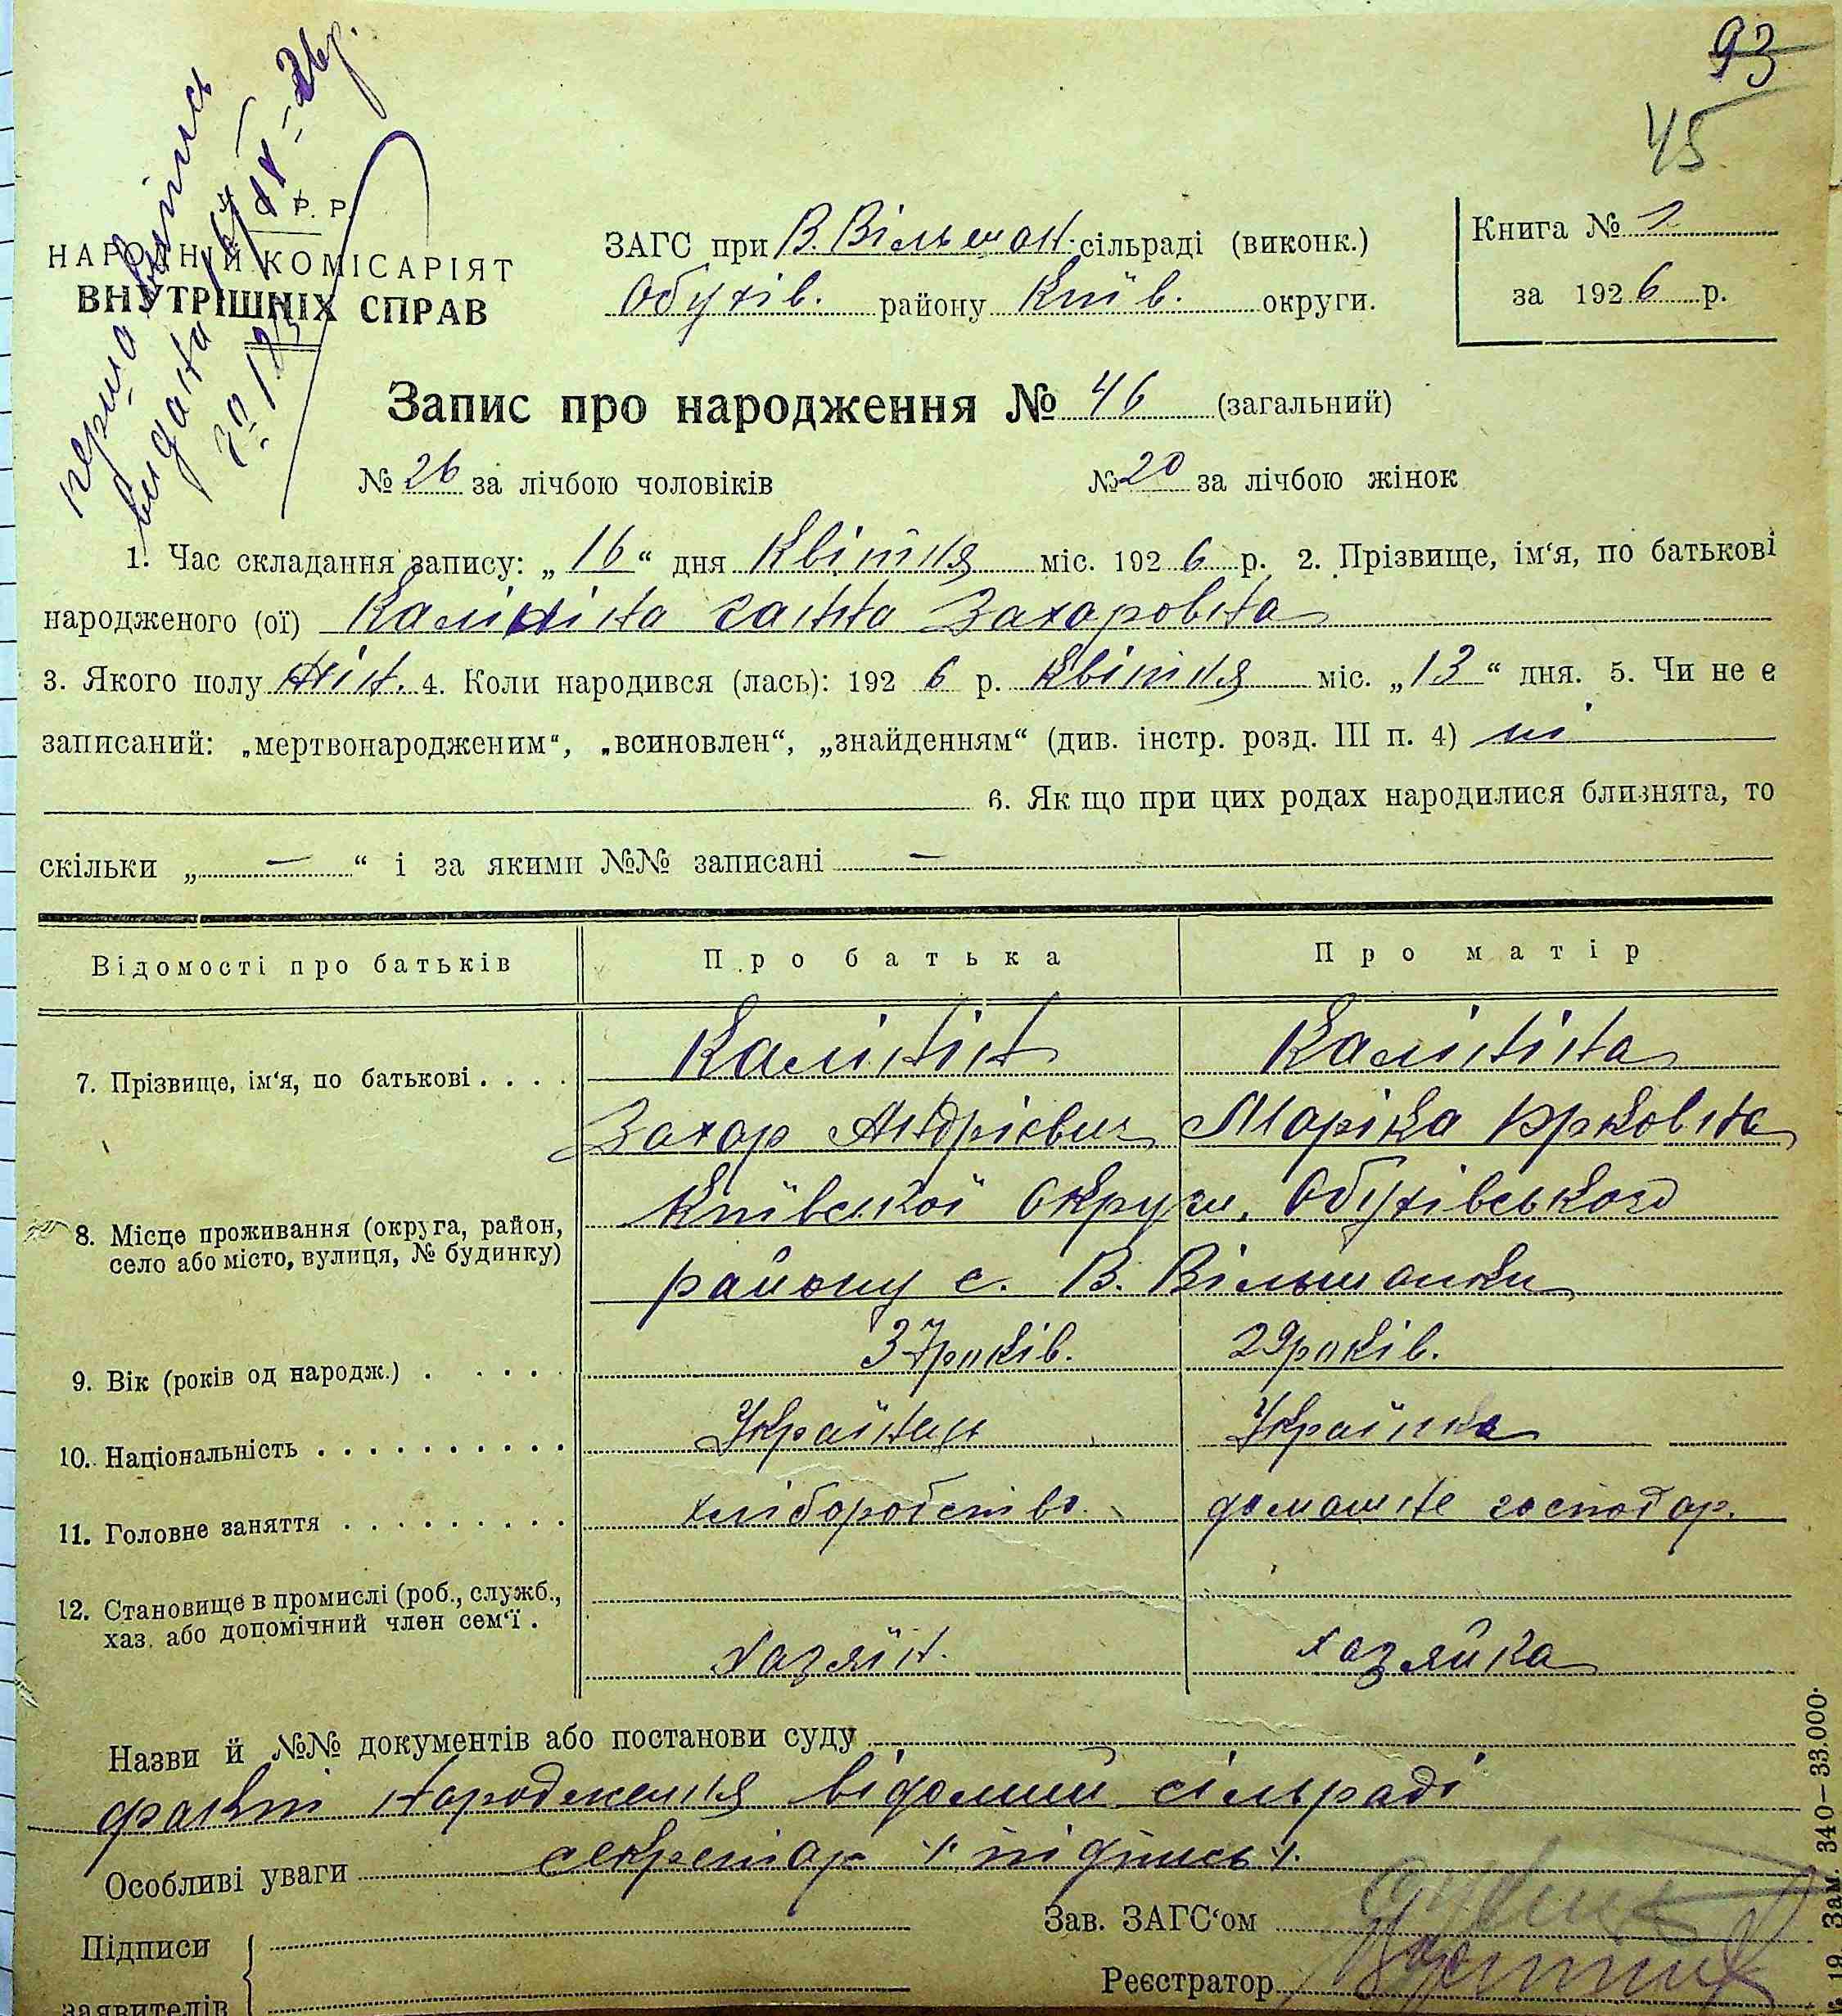 93
45
перша випись
видана
У С. Р. Р.
НАРОДНІЙ КОМІСАРІЯТ
ВНУТРІШНІХ СПРАВ
ЗАГС при В. Вільшан. сільраді (виконк.)
Обухів. району Київ. округи.
Книга № 1
за 1926 р.
Запис про народження № 46 (загальний)
№ 26 за лічбою чоловіків № 20 за лічбою жінок
1. Час складання запису: „16“ дня Квітня міс. 1926 р. 2. Прізвище, ім‘я, по батькові
народженого (ої) Калініна Ганна Захаровна
3. Якого полу жін. 4. Коли народився (лась): 1926 р. Квітня міс. „13“ дня. 5. Чи не є
записаний: „мертвонародженим“, „всиновлен“, „знайденням“ (див. інстр. розд. III п. 4) ні
6. Як що при цих родах народилися близнята, то
скільки „ — “ і за якими №№ записані —
Відомості про батьків Про батька Про матір
7. Прізвище, ім‘я, по батькові . . . . Калінін Калініна
Захар Андрієвич Марїка Юрковна
8. Місце проживання (округа, район,
село або місто, вулиця, № будинку)
Київської Округи, Обухівського
району с. В. Вільшанки
9. Вік (років од народж.) . . . . . 37 років. 29 років.
10. Національність . . . . . . . . . . Українець Українка
11. Головне заняття . . . . . . . . . хліборобство. домашне господар.
12. Становище в промислі (роб., служб.,
хаз. або допомічний член сем‘ї .
Хазяїн. хазяйка
Назви й №№ документів або постанови суду
факт народження відомий сільраді
Особливі уваги секретар /підпись/.
Підписи
заявителів
Зав. ЗАГС‘ом
Реєстратор
19 Зам. 340—33.000.